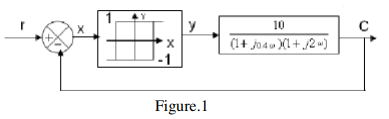 r
+
-
X
1
Y
X
-1
y
10
(1+ j0.4ω)(1+ j2ω)
C
Figure.1